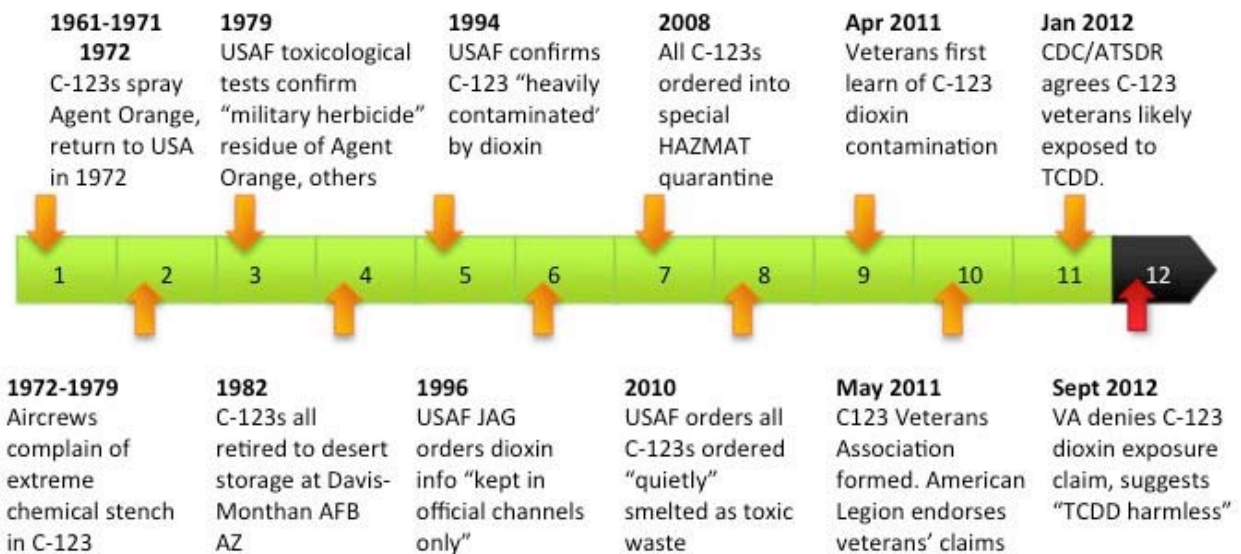 1961-1971
1972
C-123s spray
Agent Orange,
return to USA
in 1972
1979
USAF toxicological
tests confirm
“military herbicide”
residue of Agent
Orange, others
1994
USAF confirms
C-123 “heavily
contaminated’
by dioxin
2008
All C-123s
ordered into
special
HAZMAT
quarantine
Apr 2011
Veterans first
learn of C-123
dioxin
contamination
Jan 2012
CDC/ATSDR
agrees C-123
veterans likely
exposed to
TCDD.
1 2 3 4 5 6 7 8 9 10 11 12
1972-1979
Aircrews
complain of
extreme
chemical stench
in C-123
1982
C-123s all
retired to desert
storage at Davis-
Monthan AFB
AZ
1996
USAF JAG
orders dioxin
info “kept in
official channels
only”
2010
USAF orders all
C-123s ordered
“quietly”
smelted as toxic
waste
May 2011
C123 Veterans
Association
formed. American
Legion endorses
veterans’ claims
Sept 2012
VA denies C-123
dioxin exposure
claim, suggests
“TCDD harmless”